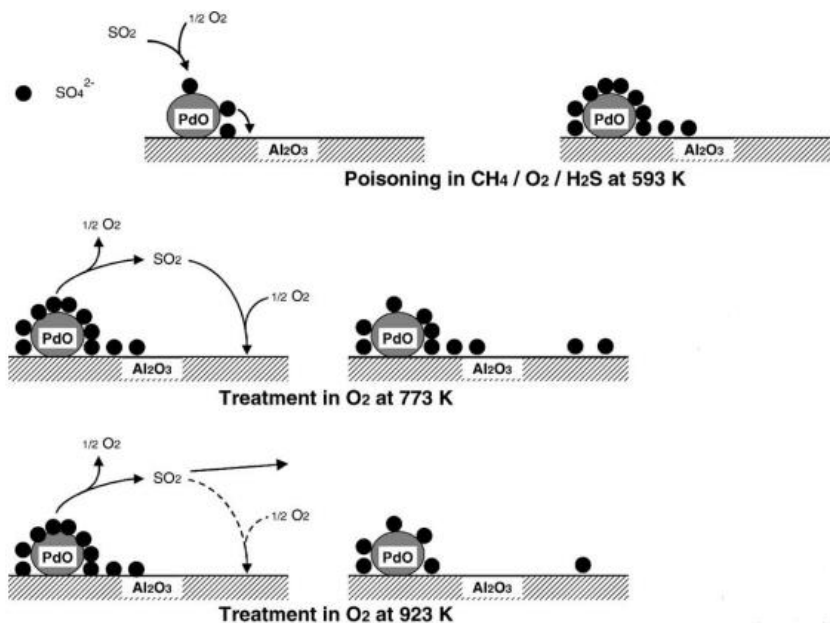 SO₂ 1/2 O₂
SO₄²⁻
PdO
Al₂O₃
PdO
Al₂O₃
Poisoning in CH₄ / O₂ / H₂S at 593 K
1/2 O₂
SO₂
1/2 O₂
PdO
Al₂O₃
PdO
Al₂O₃
Treatment in O₂ at 773 K
1/2 O₂
SO₂
1/2 O₂
PdO
Al₂O₃
PdO
Al₂O₃
Treatment in O₂ at 923 K